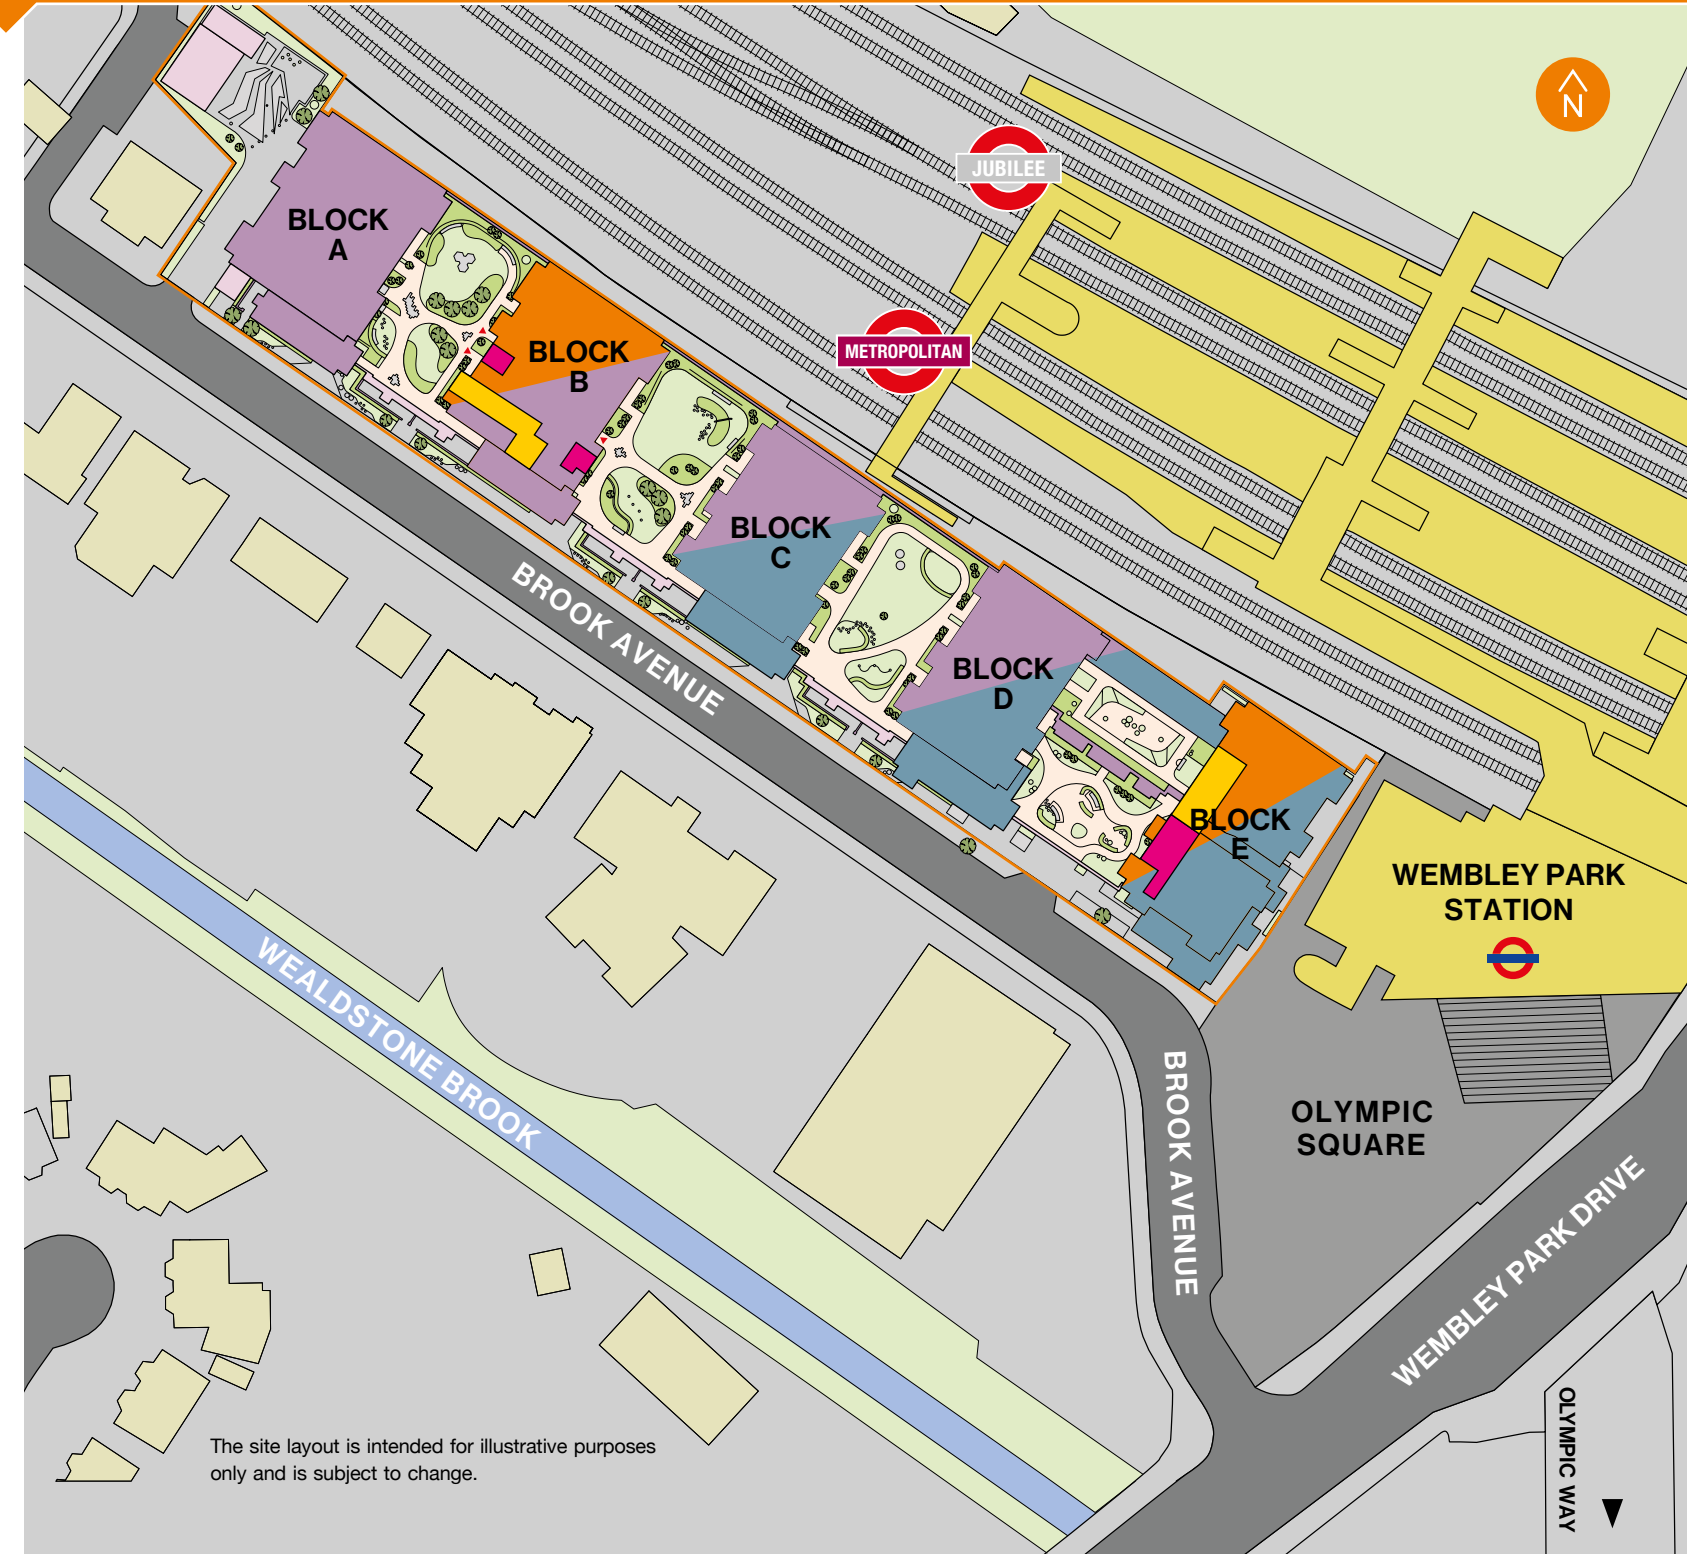 N
JUBILEE
METROPOLITAN
BLOCK
A
BLOCK
B
BLOCK
C
BLOCK
D
BLOCK
E
BROOK AVENUE
WEMBLEY PARK
STATION
WEALDSTONE BROOK
BROOK AVENUE
OLYMPIC
SQUARE
WEMBLEY PARK DRIVE
OLYMPIC WAY
The site layout is intended for illustrative purposes
only and is subject to change.